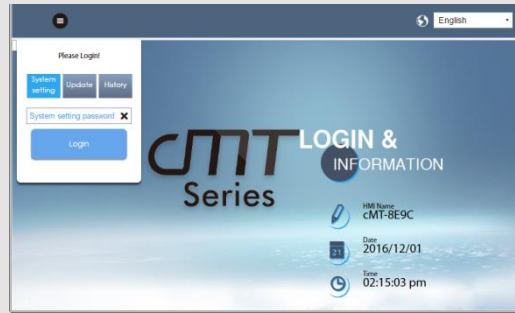 English
Please Login!
System setting
Update
History
System setting password
Login
cMT
Series
LOGIN &
INFORMATION
HMI Name
cMT-8E9C
21
Date
2016/12/01
Time
02:15:03 pm